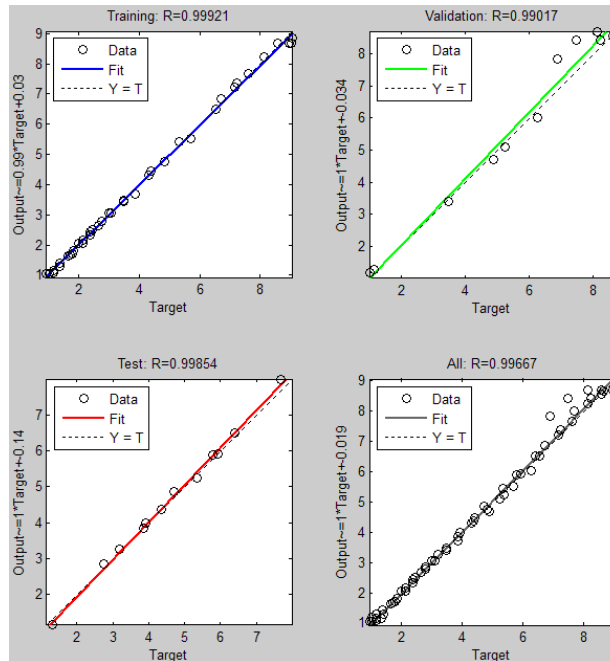 Training: R=0.99921
Output~=0.99*Target+0.03
9
8
7
6
5
4
3
2
1
Data
Fit
Y = T
2
4
6
8
Target
Validation: R=0.99017
Output~=1*Target+-0.034
8
7
6
5
4
3
2
Data
Fit
Y = T
2
4
6
8
Target
Test: R=0.99854
Output~=1*Target+-0.14
7
6
5
4
3
2
Data
Fit
Y = T
2
3
4
5
6
7
Target
All: R=0.99667
Output~=1*Target+-0.019
9
8
7
6
5
4
3
2
1
Data
Fit
Y = T
2
4
6
8
Target